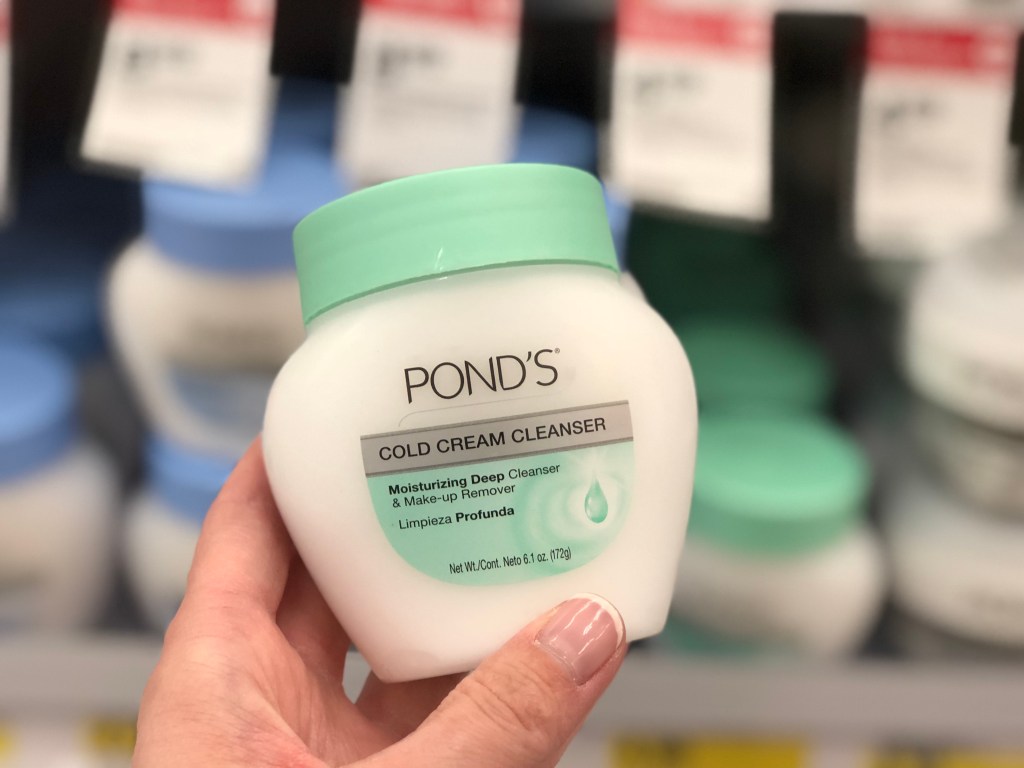 POND'S®
COLD CREAM CLEANSER
Moisturizing Deep Cleanser
& Make-up Remover
Limpieza Profunda
Net Wt./Cont. Neto 6.1 oz. (172g)